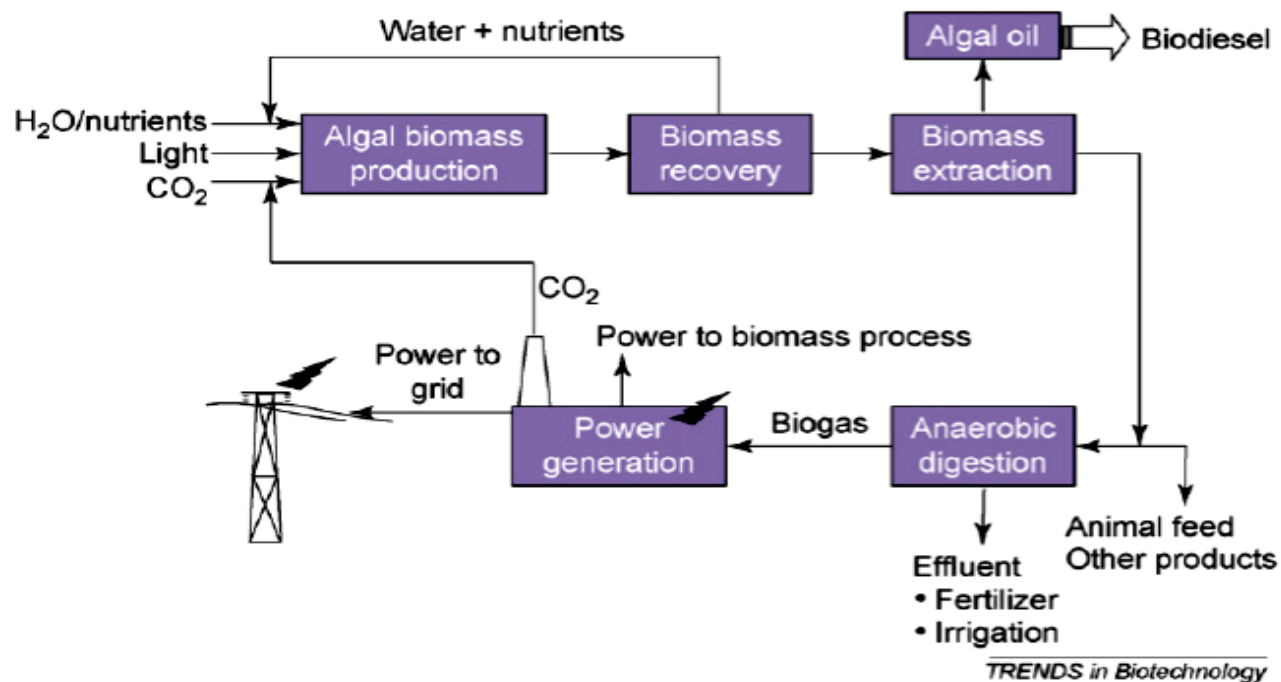 Water + nutrients
Algal oil
Biodiesel
H₂O/nutrients
Light
CO₂
Algal biomass
production
Biomass
recovery
Biomass
extraction
CO₂
Power to biomass process
Power to
grid
Power
generation
Biogas
Anaerobic
digestion
Animal feed
Other products
Effluent
• Fertilizer
• Irrigation
TRENDS in Biotechnology